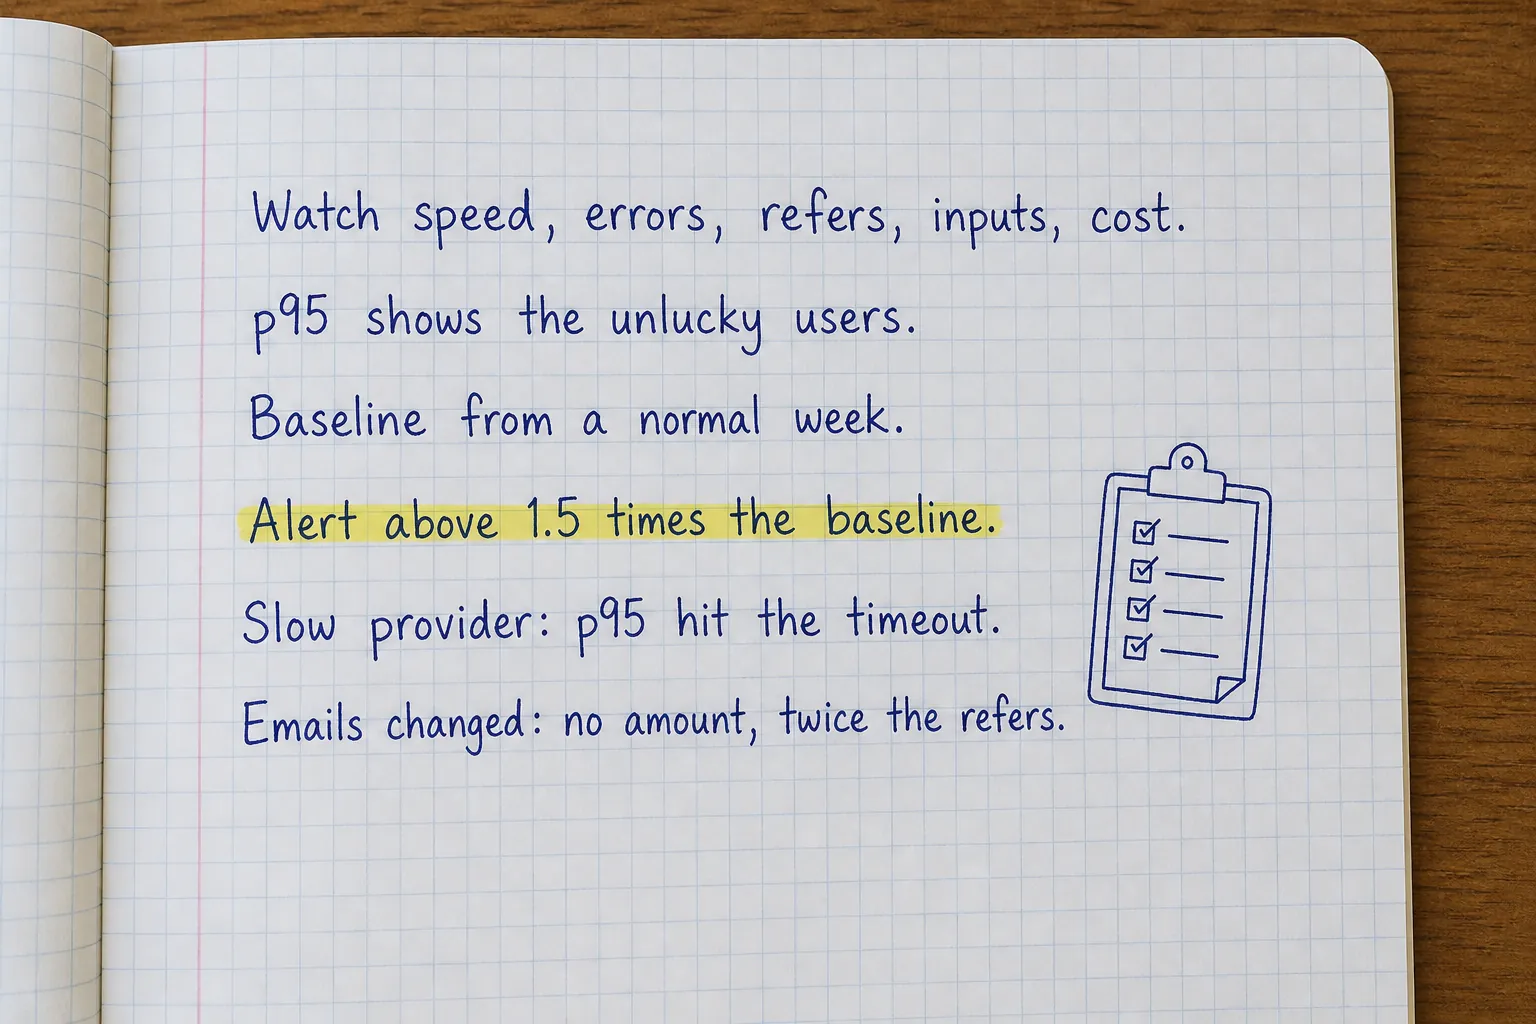 Watch speed, errors, refers, inputs, cost.
p95 shows the unlucky users.
Baseline from a normal week.
Alert above 1.5 times the baseline.
Slow provider: p95 hit the timeout.
Emails changed: no amount, twice the refers.